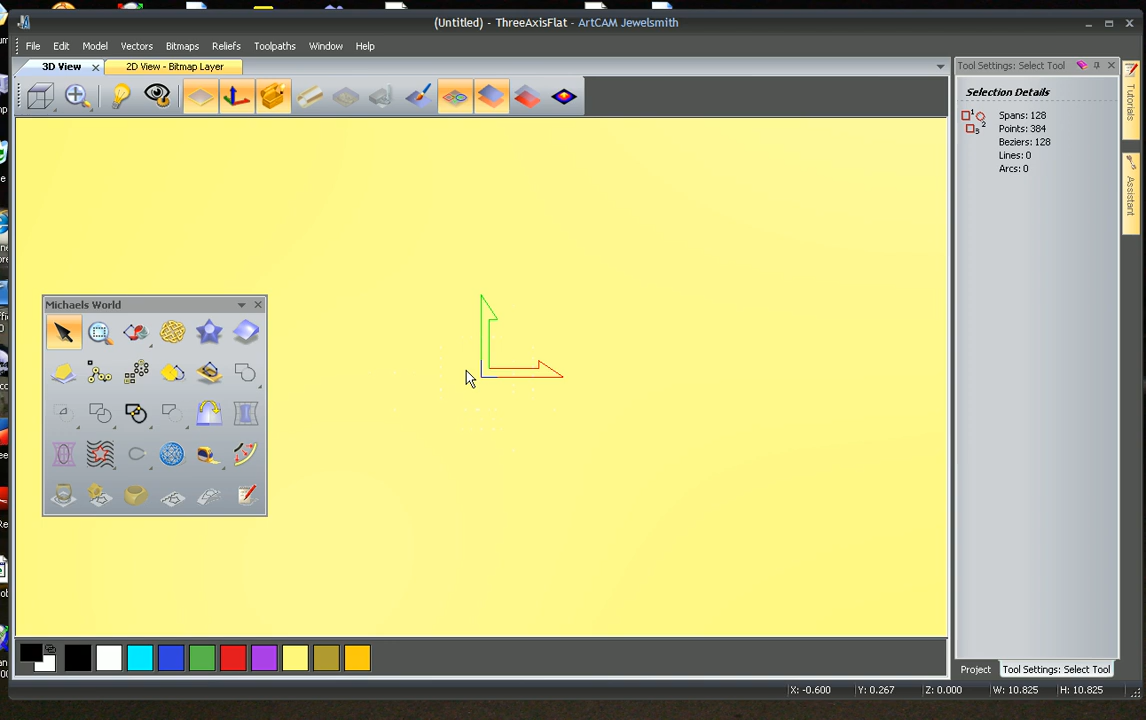 (Untitled) - ThreeAxisFlat - ArtCAM Jewelsmith
File Edit Model Vectors Bitmaps Reliefs Toolpaths Window Help
3D View
2D View - Bitmap Layer
Tool Settings: Select Tool
Selection Details
Spans: 128
Points: 384
Beziers: 128
Lines: 0
Arcs: 0
Tutorials
Assistant
Michaels World
Project
Tool Settings: Select Tool
X: -0.600 Y: 0.267 Z: 0.000 W: 10.825 H: 10.825